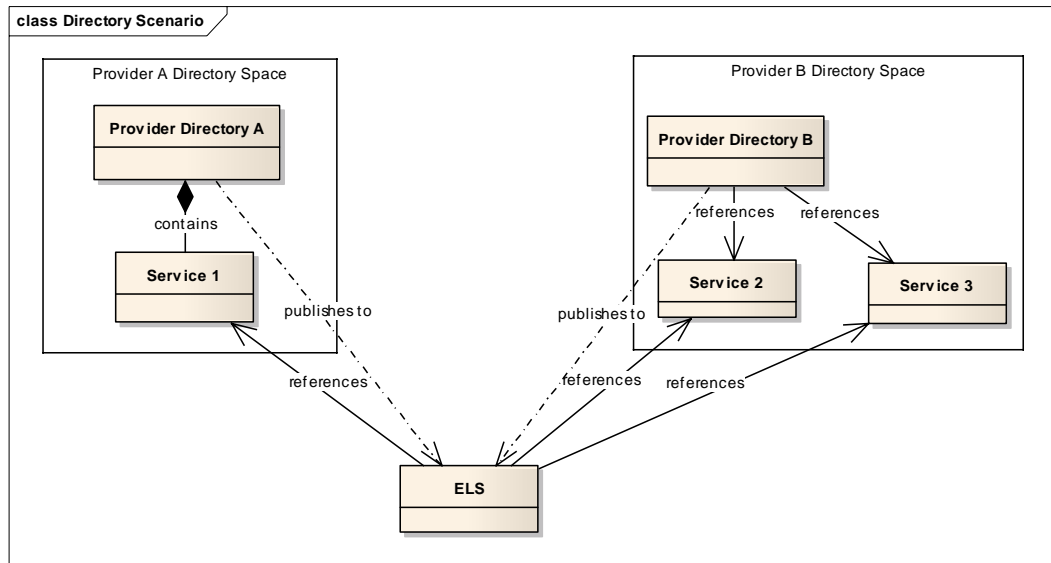 class Directory Scenario
Provider A Directory Space
Provider B Directory Space
Provider Directory A
Provider Directory B
contains
references
references
Service 1
Service 2
Service 3
publishes to
publishes to
references
references
references
ELS